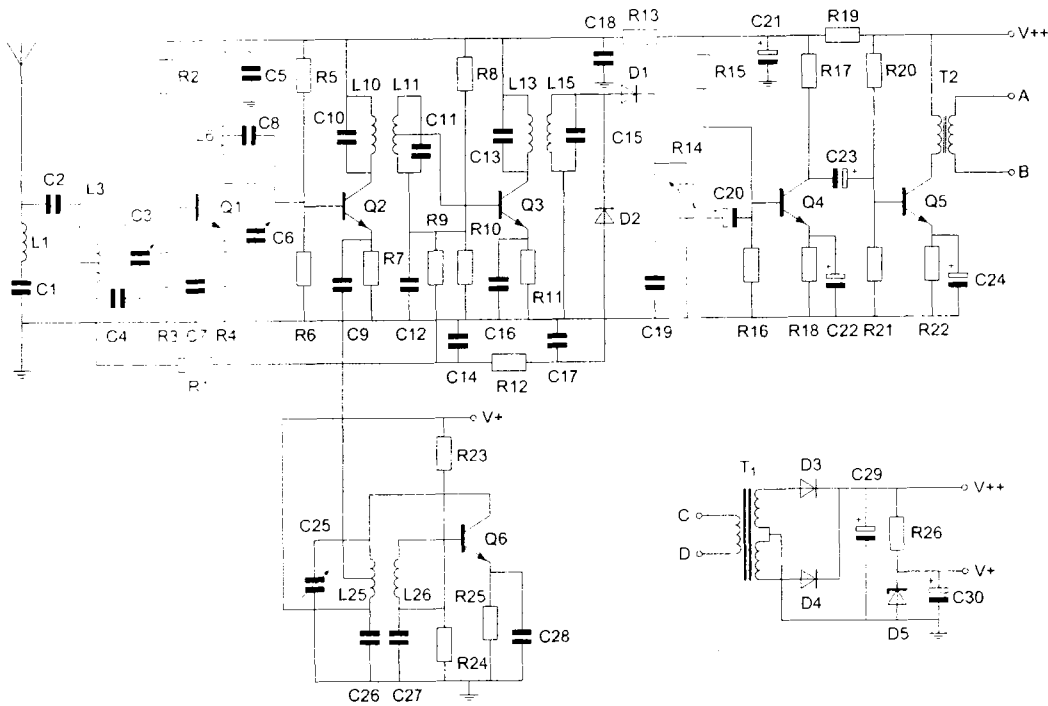 C18 R13 C21 R19 V++
R2 C5 R5 L10 L11 R8 L13 L15 D1 R15 R17 R20 T2
A
C8 C10 C11 C13 C15 R14 C23
B
C2 L3 Q1 Q2 Q3 C20 Q4 Q5
C3 C6 R9 R10 D2
L1 R7 R11
C1 C4 C24
R3 C7 R4 R6 C9 C12 C16 C19 R16 R18 C22 R21 R22
C14 R12 C17
V+
R23
T1 D3 C29
V++
C25 Q6 C R26
D
L25 L26 R25 D4 V+
C30
C28 D5
R24
C26 C27